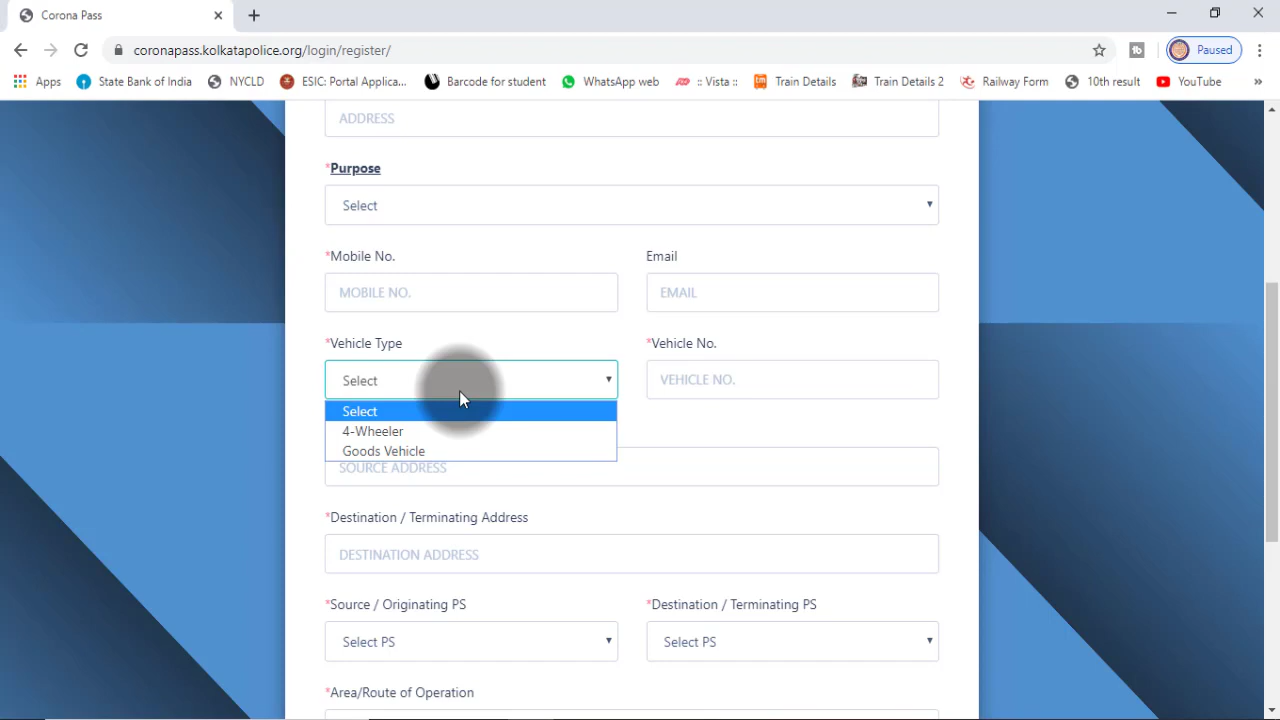 Corona Pass
coronapass.kolkatapolice.org/login/register/
Paused
Apps State Bank of India NYCLD ESIC: Portal Applica... Barcode for student WhatsApp web :: Vista :: Train Details Train Details 2 Railway Form 10th result YouTube »
ADDRESS
*Purpose
Select
*Mobile No. Email
MOBILE NO. EMAIL
*Vehicle Type *Vehicle No.
Select VEHICLE NO.
Select
4-Wheeler
Goods Vehicle
SOURCE ADDRESS
*Destination / Terminating Address
DESTINATION ADDRESS
*Source / Originating PS *Destination / Terminating PS
Select PS Select PS
*Area/Route of Operation